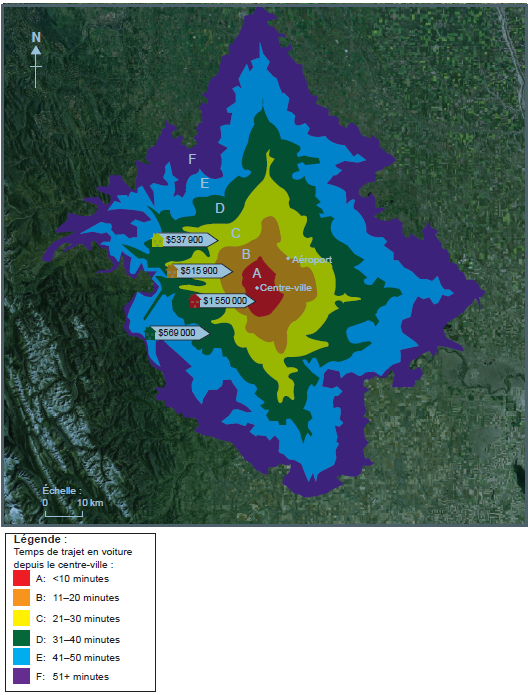 N
F
E
D
C
B
A
$537 900
Aéroport
$515 900
Centre-ville
$1 550 000
$569 000
Échelle :
0 10 km
Légende :
Temps de trajet en voiture
depuis le centre-ville :
A: <10 minutes
B: 11–20 minutes
C: 21–30 minutes
D: 31–40 minutes
E: 41–50 minutes
F: 51+ minutes